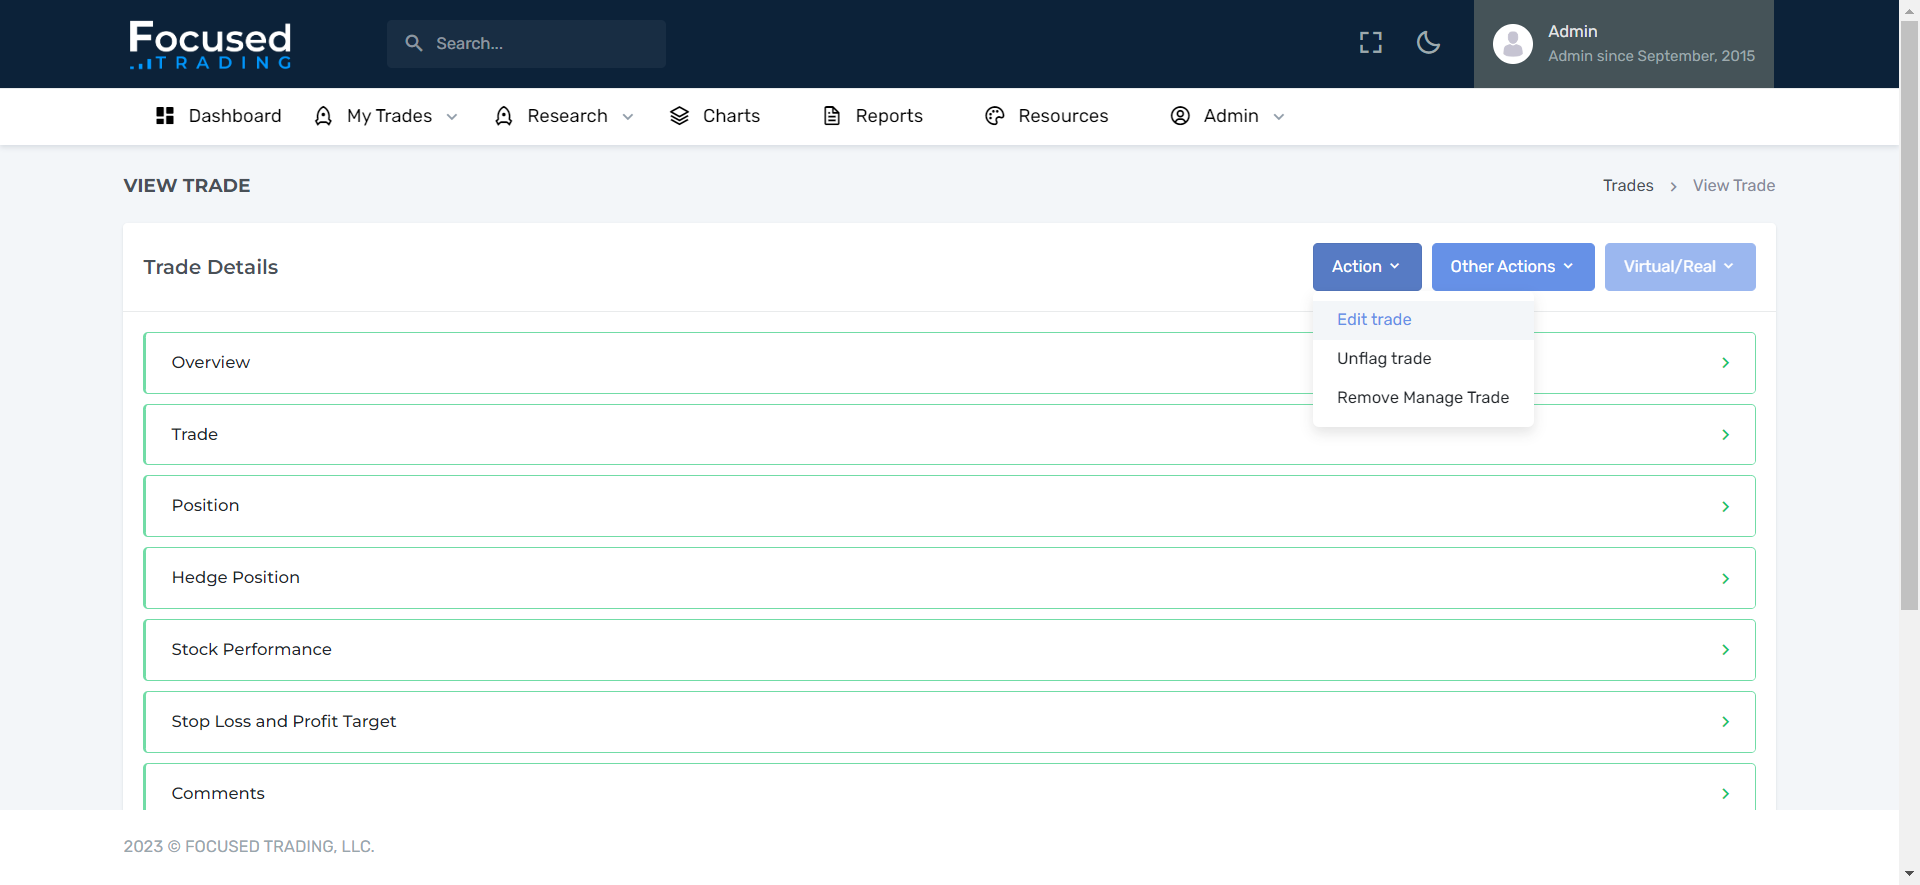 Focused
TRADING
Search...
Admin
Admin since September, 2015
Dashboard
My Trades
Research
Charts
Reports
Resources
Admin
VIEW TRADE
Trades > View Trade
Trade Details
Action
Other Actions
Virtual/Real
Edit trade
Unflag trade
Remove Manage Trade
Overview
Trade
Position
Hedge Position
Stock Performance
Stop Loss and Profit Target
Comments
2023 © FOCUSED TRADING, LLC.